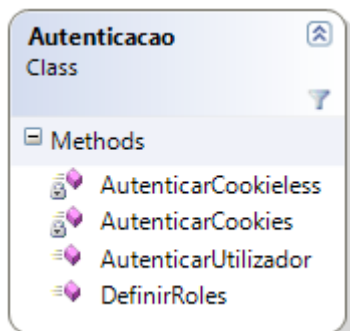 Autenticacao
Class
Methods
AutenticarCookieless
AutenticarCookies
AutenticarUtilizador
DefinirRoles